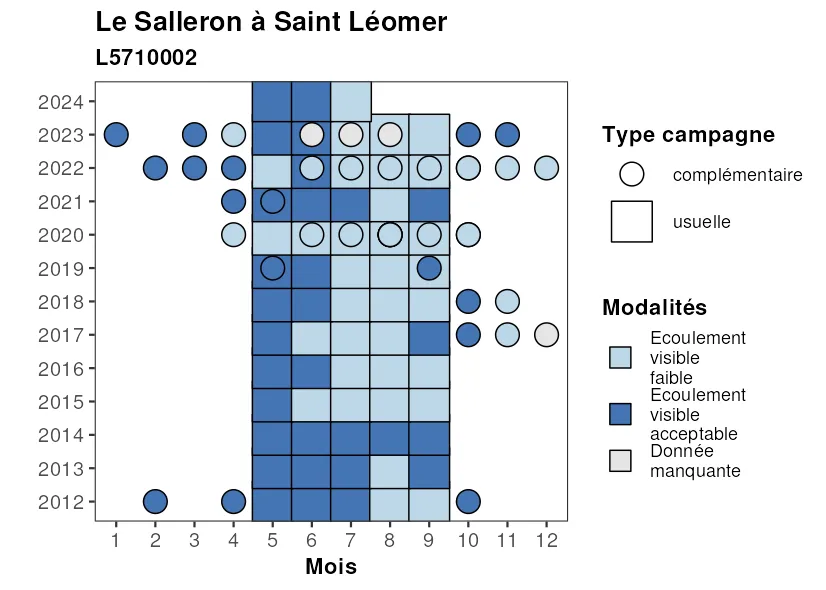 Le Salleron à Saint Léomer
L5710002
2024
2023
2022
2021
2020
2019
2018
2017
2016
2015
2014
2013
2012
1 2 3 4 5 6 7 8 9 10 11 12
Mois
Type campagne
complémentaire
usuelle
Modalités
Ecoulement
visible
faible
Ecoulement
visible
acceptable
Donnée
manquante